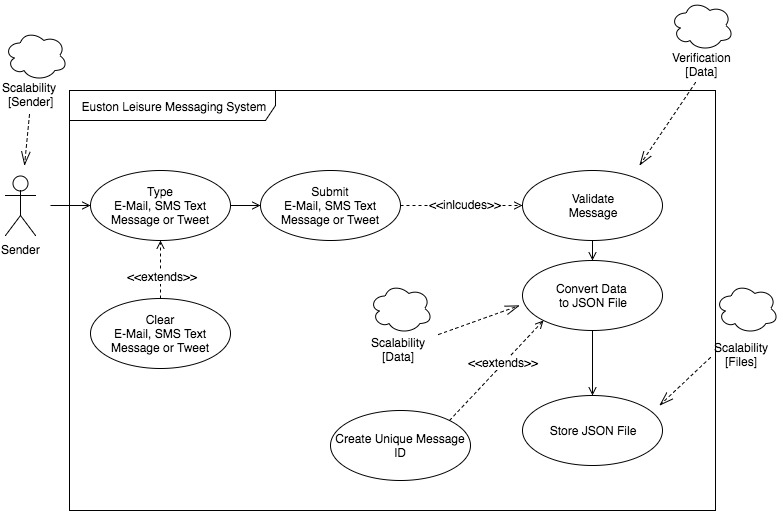 Verification
[Data]
Scalability
[Sender]
Euston Leisure Messaging System
Sender
Type
E-Mail, SMS Text
Message or Tweet
Submit
E-Mail, SMS Text
Message or Tweet
<<inlcudes>>
Validate
Message
<<extends>>
Clear
E-Mail, SMS Text
Message or Tweet
Convert Data
to JSON File
Scalability
[Data]
Scalability
[Files]
<<extends>>
Create Unique Message
ID
Store JSON File